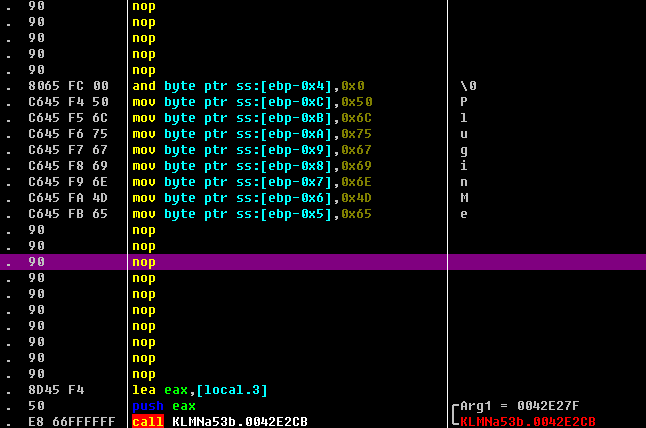 . 90 nop
. 90 nop
. 90 nop
. 90 nop
. 90 nop
. 8065 FC 00 and byte ptr ss:[ebp-0x4],0x0 \0
. C645 F4 50 mov byte ptr ss:[ebp-0xC],0x50 P
. C645 F5 6C mov byte ptr ss:[ebp-0xB],0x6C l
. C645 F6 75 mov byte ptr ss:[ebp-0xA],0x75 u
. C645 F7 67 mov byte ptr ss:[ebp-0x9],0x67 g
. C645 F8 69 mov byte ptr ss:[ebp-0x8],0x69 i
. C645 F9 6E mov byte ptr ss:[ebp-0x7],0x6E n
. C645 FA 4D mov byte ptr ss:[ebp-0x6],0x4D M
. C645 FB 65 mov byte ptr ss:[ebp-0x5],0x65 e
. 90 nop
. 90 nop
. 90 nop
. 90 nop
. 90 nop
. 90 nop
. 90 nop
. 90 nop
. 90 nop
. 90 nop
. 8D45 F4 lea eax,[local.3]
. 50 push eax Arg1 = 0042E27F
. E8 66FFFFFF call KLMNa53b.0042E2CB KLMNa53b.0042E2CB